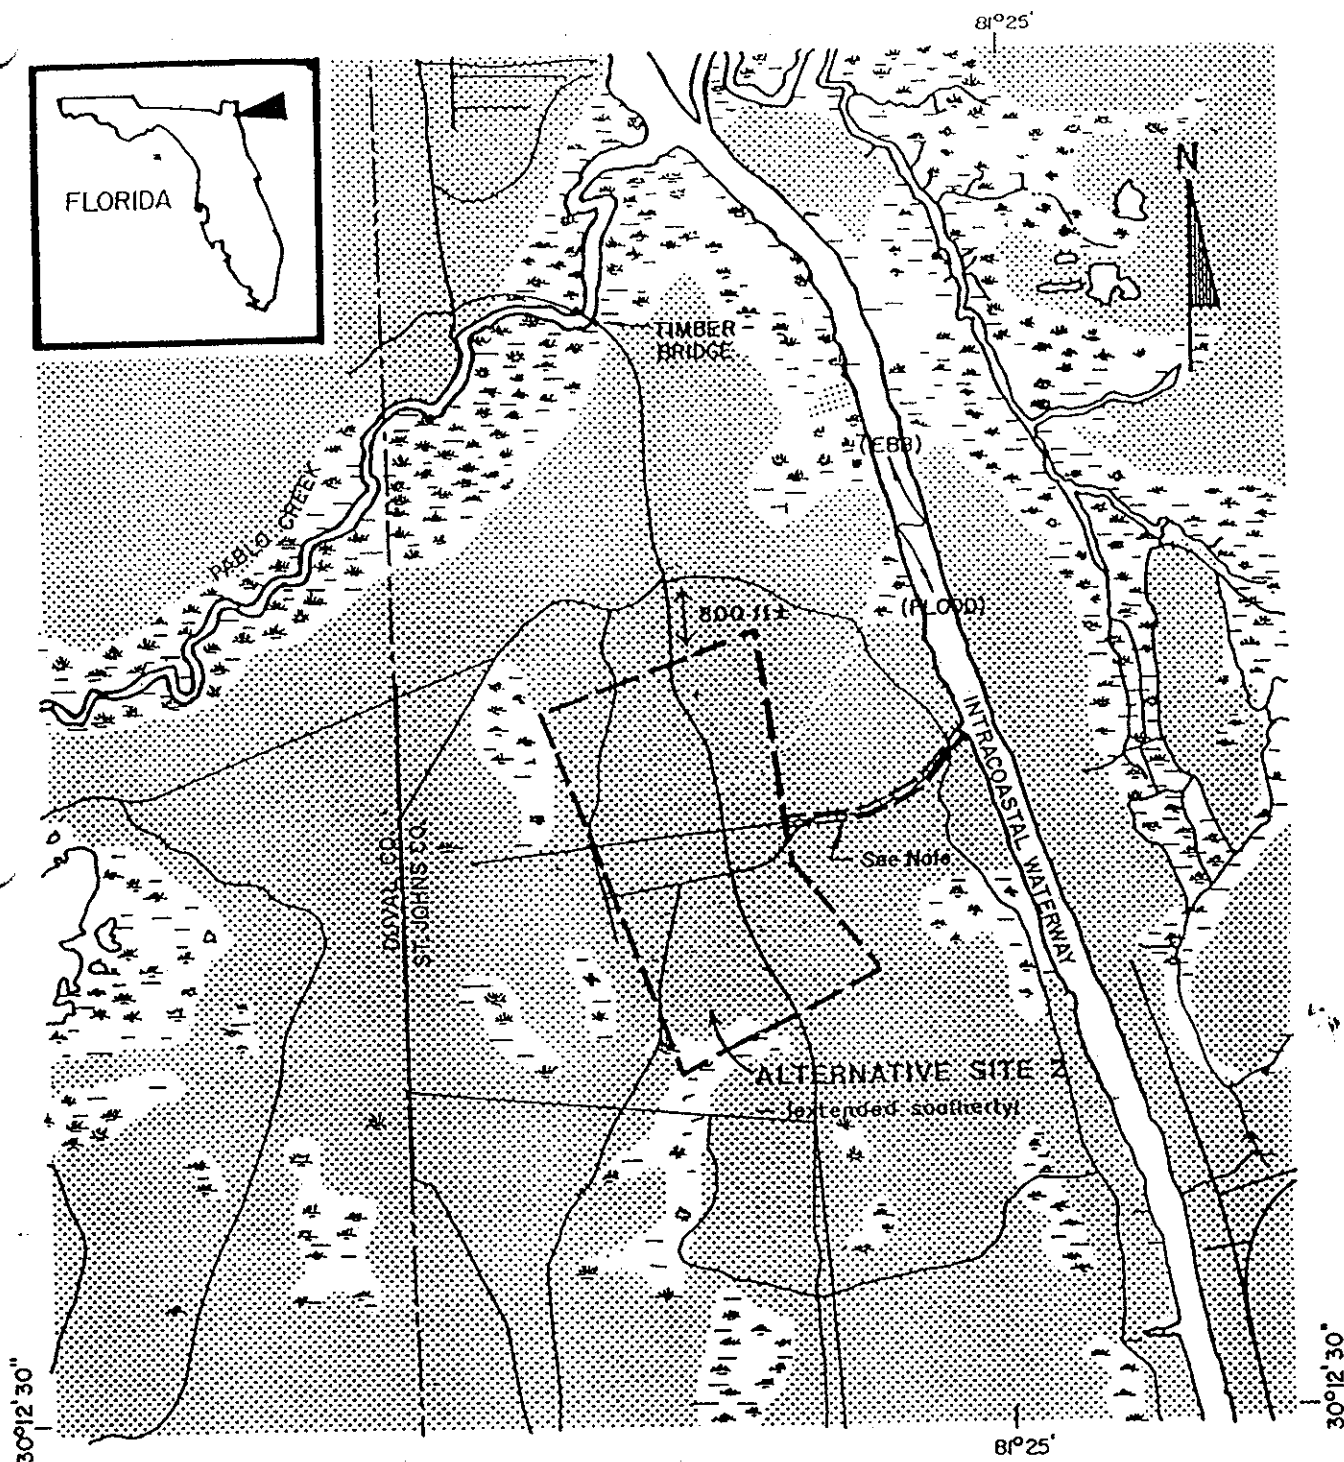 81°25'
N
FLORIDA
TIMBER
BRIDGE
(EBB)
PABLO CREEK
800 ft±
(FLOOD)
INTRACOASTAL WATERWAY
See Note
DUVAL CO.
ST. JOHNS CO.
ALTERNATIVE SITE 2
(extended southerly)
30°12'30"
30°12'30"
81°25'